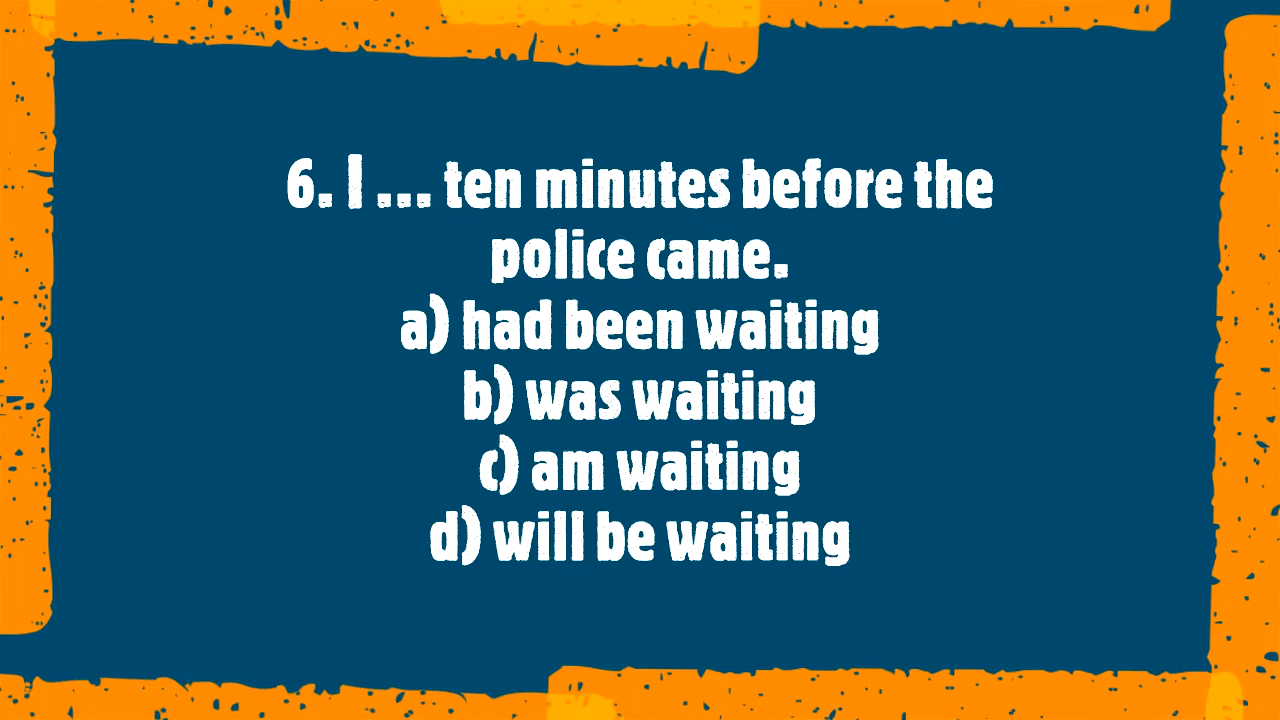 6. I ... ten minutes before the
police came.
a) had been waiting
b) was waiting
c) am waiting
d) will be waiting